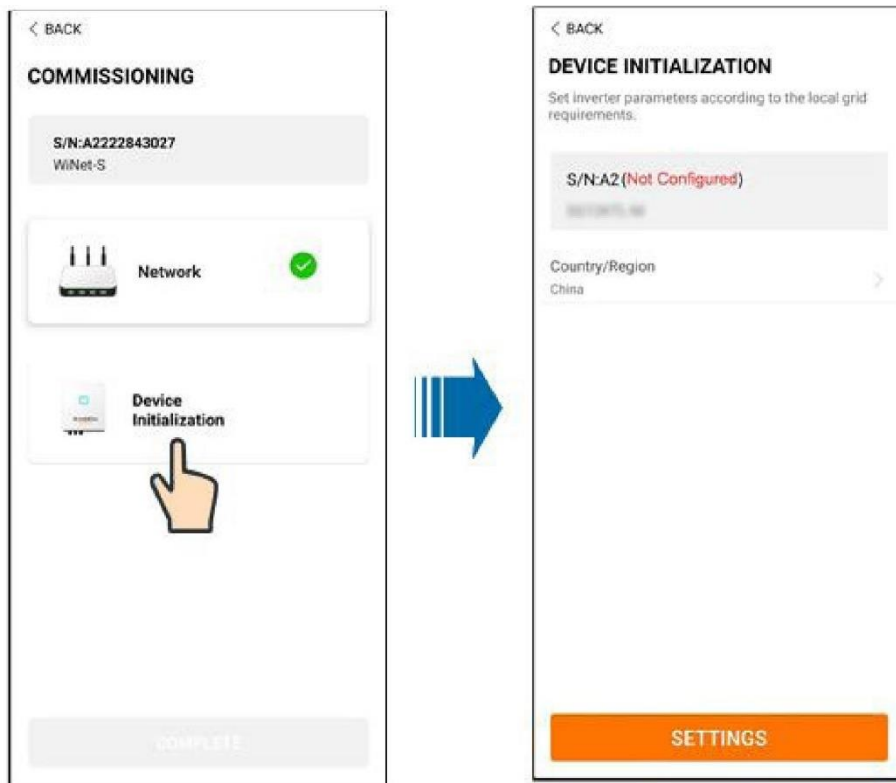 < BACK
COMMISSIONING
S/N:A2222843027
WiNet-S
Network
Device
Initialization
COMPLETE
< BACK
DEVICE INITIALIZATION
Set inverter parameters according to the local grid
requirements.
S/N:A2(Not Configured)
Country/Region
China
SETTINGS